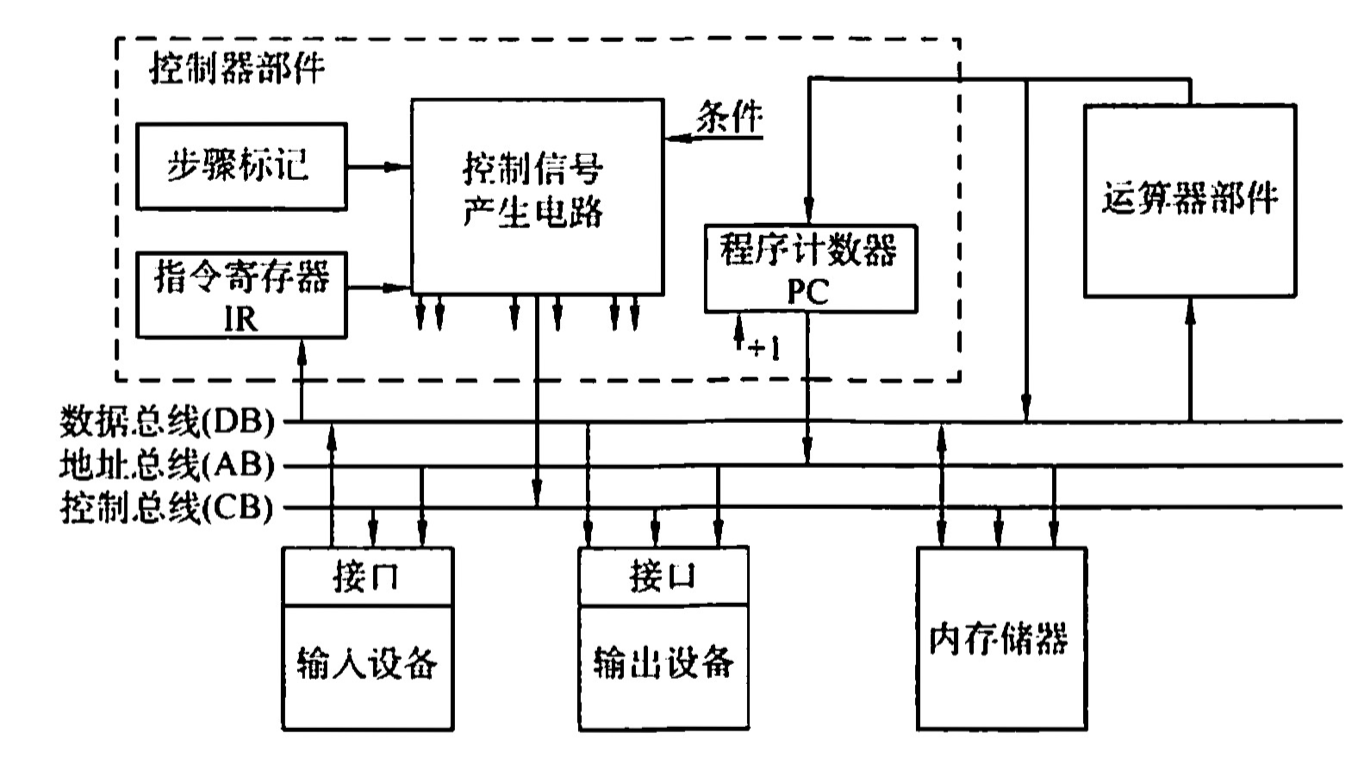 控制器部件
步骤标记
控制信号
产生电路
条件
运算器部件
指令寄存器
IR
程序计数器
PC
+1
数据总线(DB)
地址总线(AB)
控制总线(CB)
接口
输入设备
接口
输出设备
内存储器